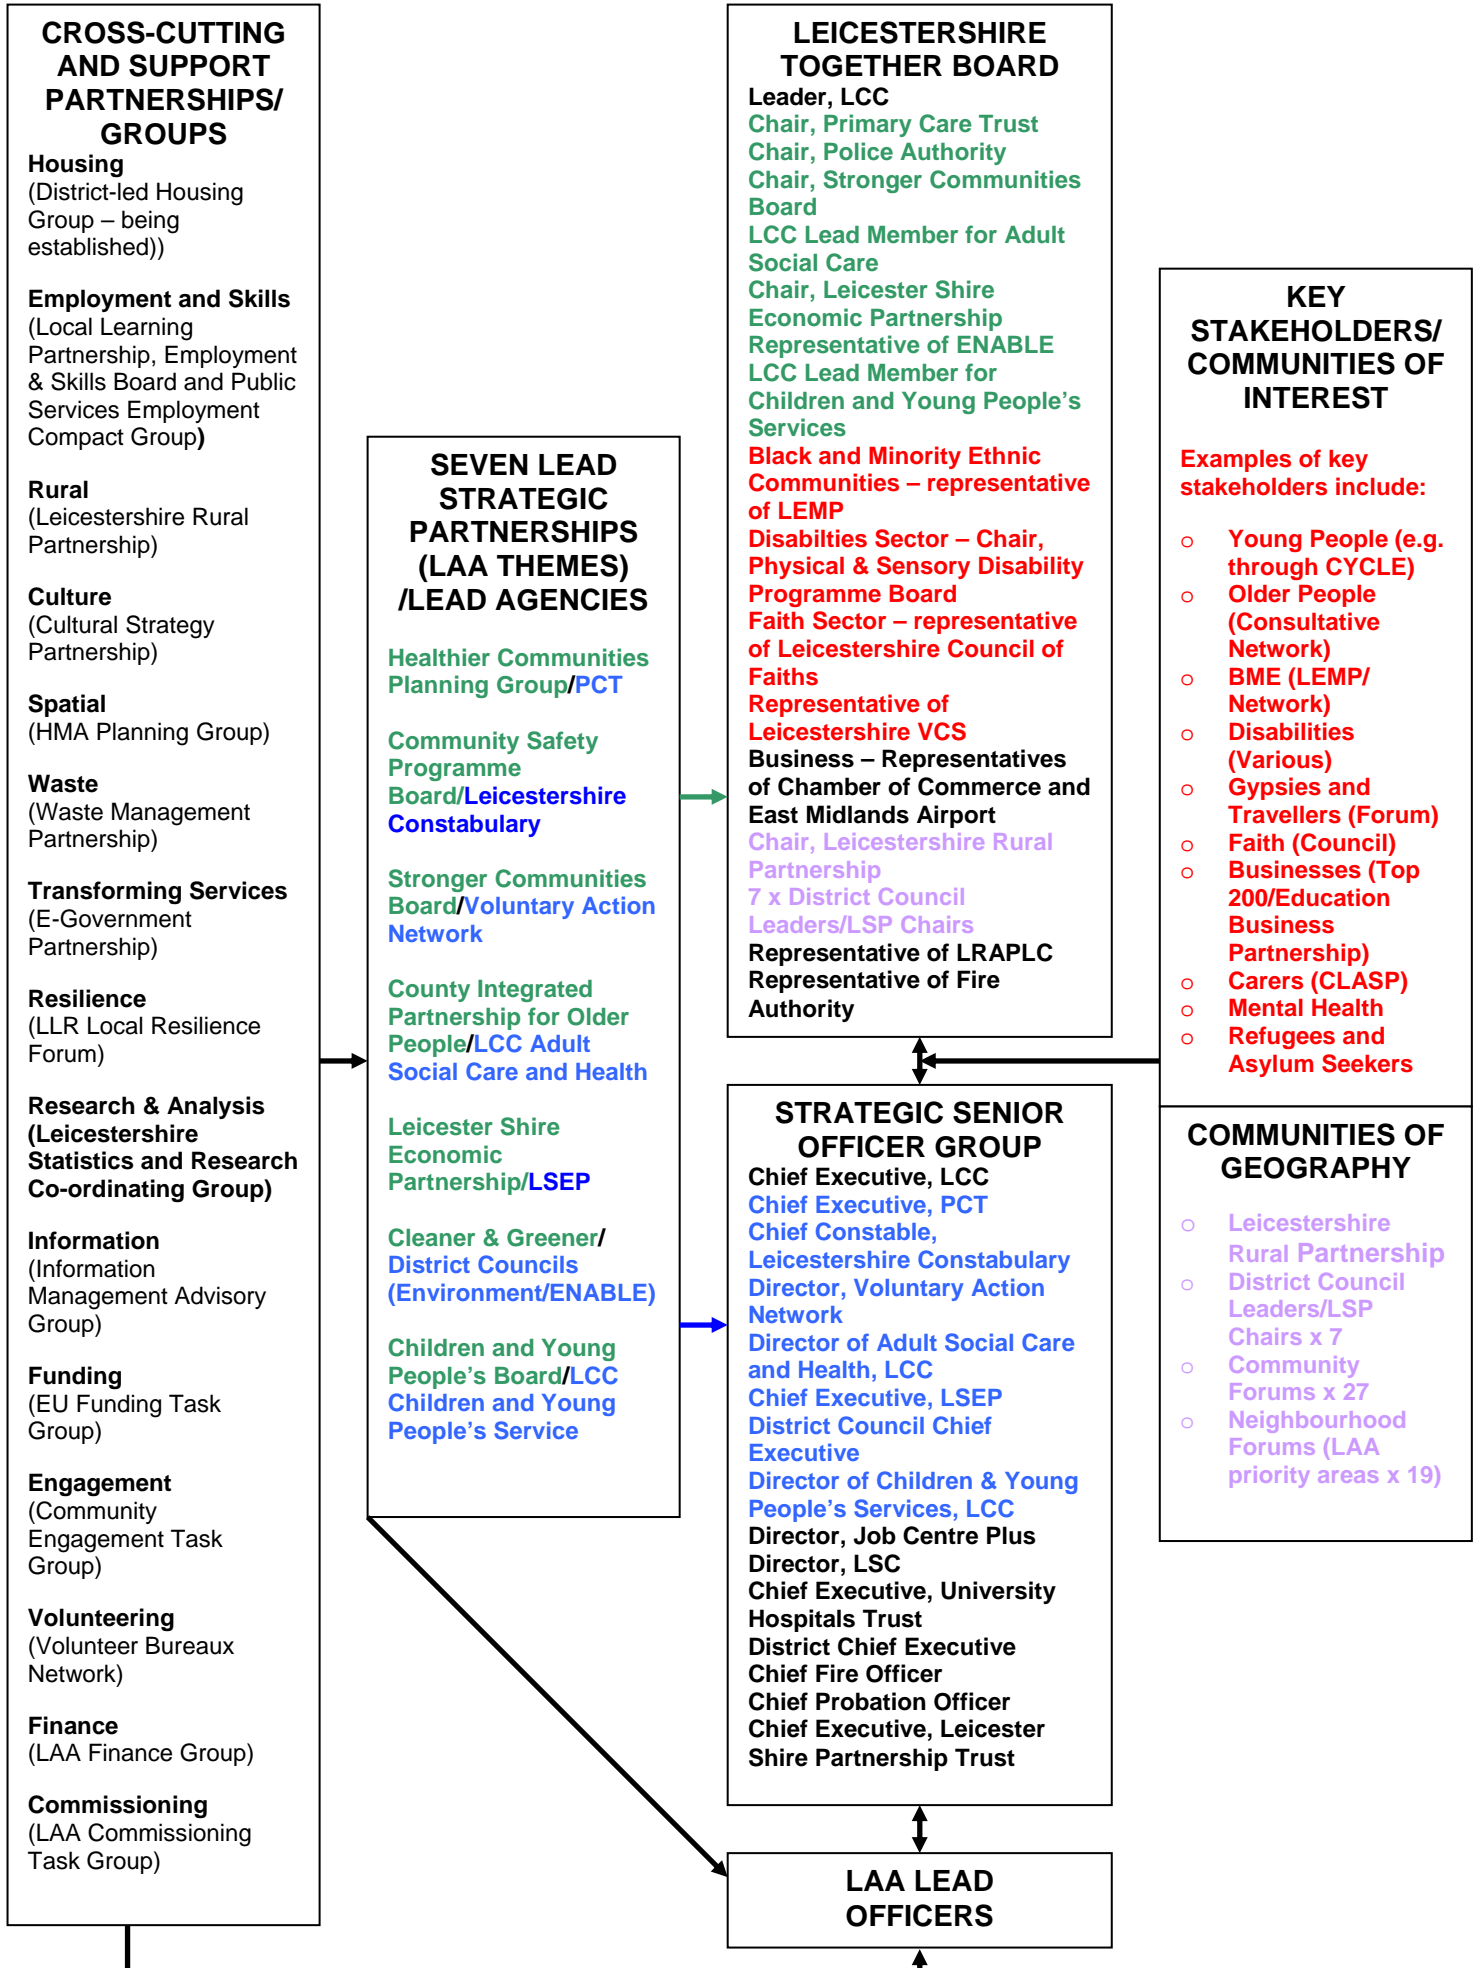 CROSS-CUTTING
AND SUPPORT
PARTNERSHIPS/
GROUPS
Housing
(District-led Housing
Group – being
established))
Employment and Skills
(Local Learning
Partnership, Employment
& Skills Board and Public
Services Employment
Compact Group)
Rural
(Leicestershire Rural
Partnership)
Culture
(Cultural Strategy
Partnership)
Spatial
(HMA Planning Group)
Waste
(Waste Management
Partnership)
Transforming Services
(E-Government
Partnership)
Resilience
(LLR Local Resilience
Forum)
Research & Analysis
(Leicestershire
Statistics and Research
Co-ordinating Group)
Information
(Information
Management Advisory
Group)
Funding
(EU Funding Task
Group)
Engagement
(Community
Engagement Task
Group)
Volunteering
(Volunteer Bureaux
Network)
Finance
(LAA Finance Group)
Commissioning
(LAA Commissioning
Task Group)
SEVEN LEAD
STRATEGIC
PARTNERSHIPS
(LAA THEMES)
/LEAD AGENCIES
Healthier Communities
Planning Group/PCT
Community Safety
Programme
Board/Leicestershire
Constabulary
Stronger Communities
Board/Voluntary Action
Network
County Integrated
Partnership for Older
People/LCC Adult
Social Care and Health
Leicester Shire
Economic
Partnership/LSEP
Cleaner & Greener/
District Councils
(Environment/ENABLE)
Children and Young
People's Board/LCC
Children and Young
People's Service
LEICESTERSHIRE
TOGETHER BOARD
Leader, LCC
Chair, Primary Care Trust
Chair, Police Authority
Chair, Stronger Communities
Board
LCC Lead Member for Adult
Social Care
Chair, Leicester Shire
Economic Partnership
Representative of ENABLE
LCC Lead Member for
Children and Young People's
Services
Black and Minority Ethnic
Communities – representative
of LEMP
Disabilties Sector – Chair,
Physical & Sensory Disability
Programme Board
Faith Sector – representative
of Leicestershire Council of
Faiths
Representative of
Leicestershire VCS
Business – Representatives
of Chamber of Commerce and
East Midlands Airport
Chair, Leicestershire Rural
Partnership
7 x District Council
Leaders/LSP Chairs
Representative of LRAPLC
Representative of Fire
Authority
STRATEGIC SENIOR
OFFICER GROUP
Chief Executive, LCC
Chief Executive, PCT
Chief Constable,
Leicestershire Constabulary
Director, Voluntary Action
Network
Director of Adult Social Care
and Health, LCC
Chief Executive, LSEP
District Council Chief
Executive
Director of Children & Young
People's Services, LCC
Director, Job Centre Plus
Director, LSC
Chief Executive, University
Hospitals Trust
District Chief Executive
Chief Fire Officer
Chief Probation Officer
Chief Executive, Leicester
Shire Partnership Trust
LAA LEAD
OFFICERS
KEY
STAKEHOLDERS/
COMMUNITIES OF
INTEREST
Examples of key
stakeholders include:
o Young People (e.g.
through CYCLE)
o Older People
(Consultative
Network)
o BME (LEMP/
Network)
o Disabilities
(Various)
o Gypsies and
Travellers (Forum)
o Faith (Council)
o Businesses (Top
200/Education
Business
Partnership)
o Carers (CLASP)
o Mental Health
o Refugees and
Asylum Seekers
COMMUNITIES OF
GEOGRAPHY
o Leicestershire
Rural Partnership
o District Council
Leaders/LSP
Chairs x 7
o Community
Forums x 27
o Neighbourhood
Forums (LAA
priority areas x 19)